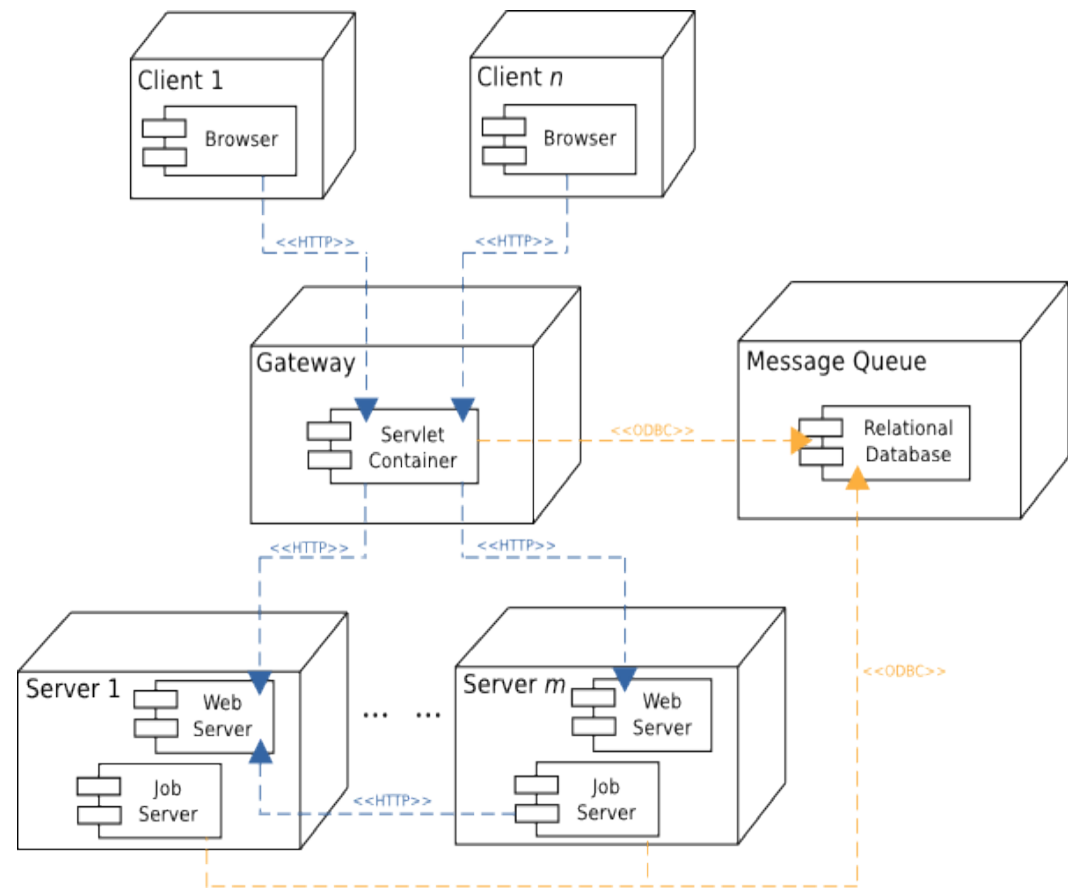 Client 1
Browser
Client n
Browser
<<HTTP>>
<<HTTP>>
Gateway
Servlet
Container
<<ODBC>>
Message Queue
Relational
Database
<<HTTP>>
<<HTTP>>
Server 1
Web
Server
Job
Server
... ...
Server m
Web
Server
Job
Server
<<HTTP>>
<<ODBC>>